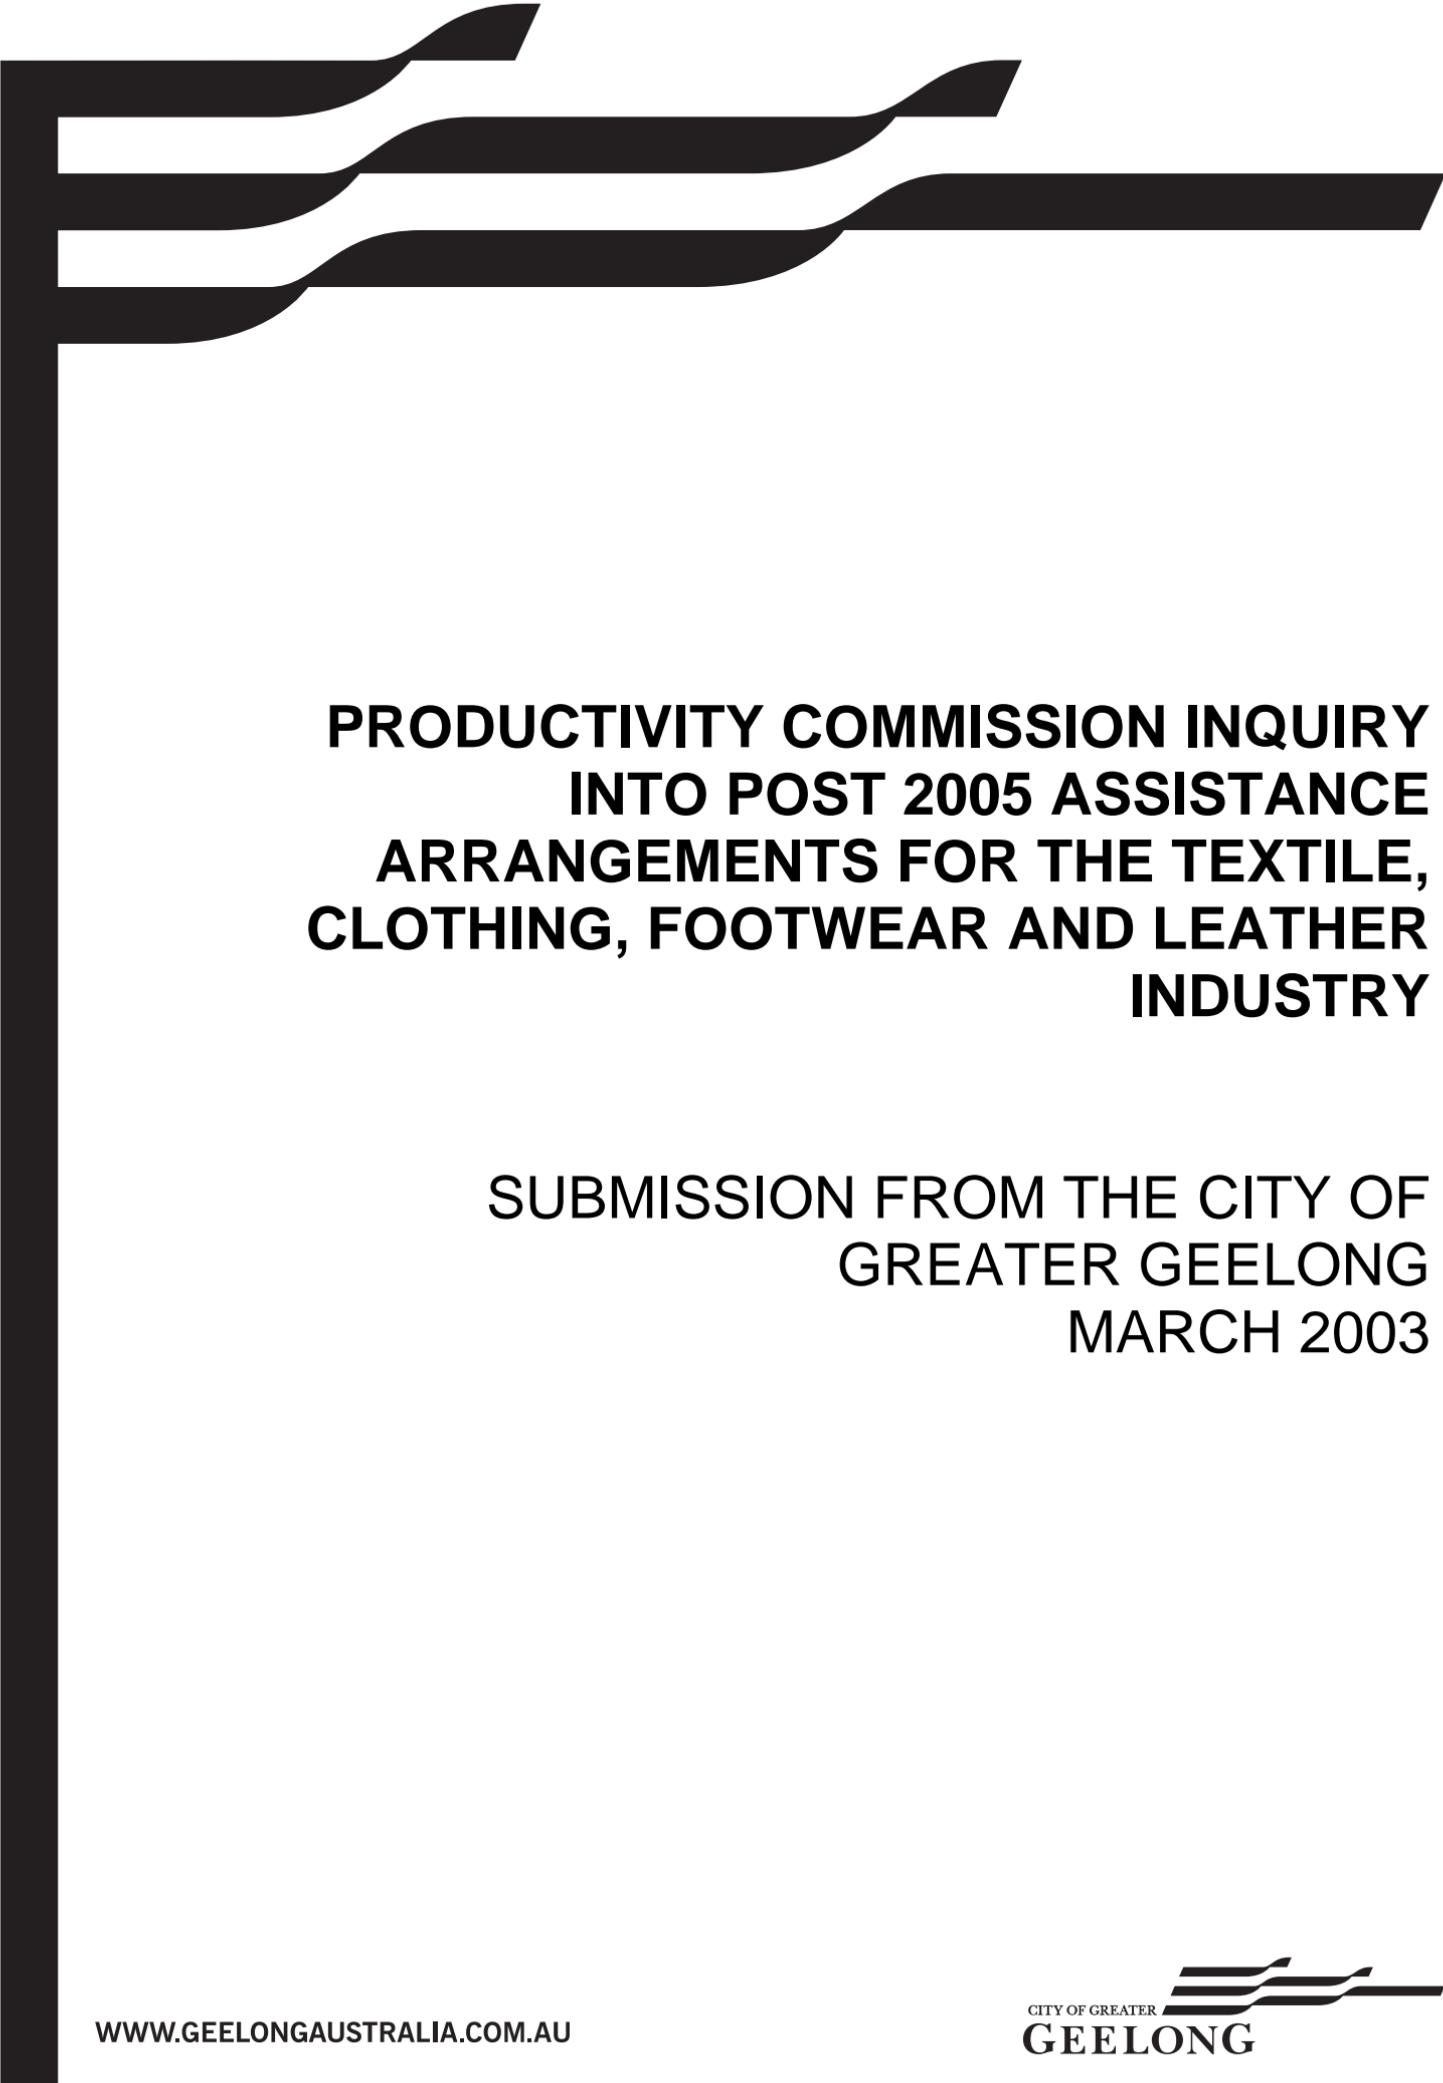 PRODUCTIVITY COMMISSION INQUIRY
INTO POST 2005 ASSISTANCE
ARRANGEMENTS FOR THE TEXTILE,
CLOTHING, FOOTWEAR AND LEATHER
INDUSTRY
SUBMISSION FROM THE CITY OF
GREATER GEELONG
MARCH 2003
WWW.GEELONGAUSTRALIA.COM.AU
CITY OF GREATER
GEELONG